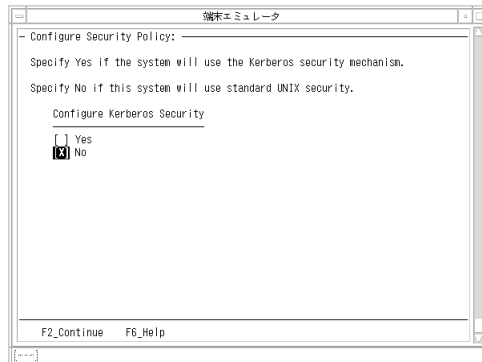 端末エミュレータ
Configure Security Policy:
Specify Yes if the system will use the Kerberos security mechanism.
Specify No if this system will use standard UNIX security.
Configure Kerberos Security
[ ] Yes
[X] No
F2_Continue F6_Help